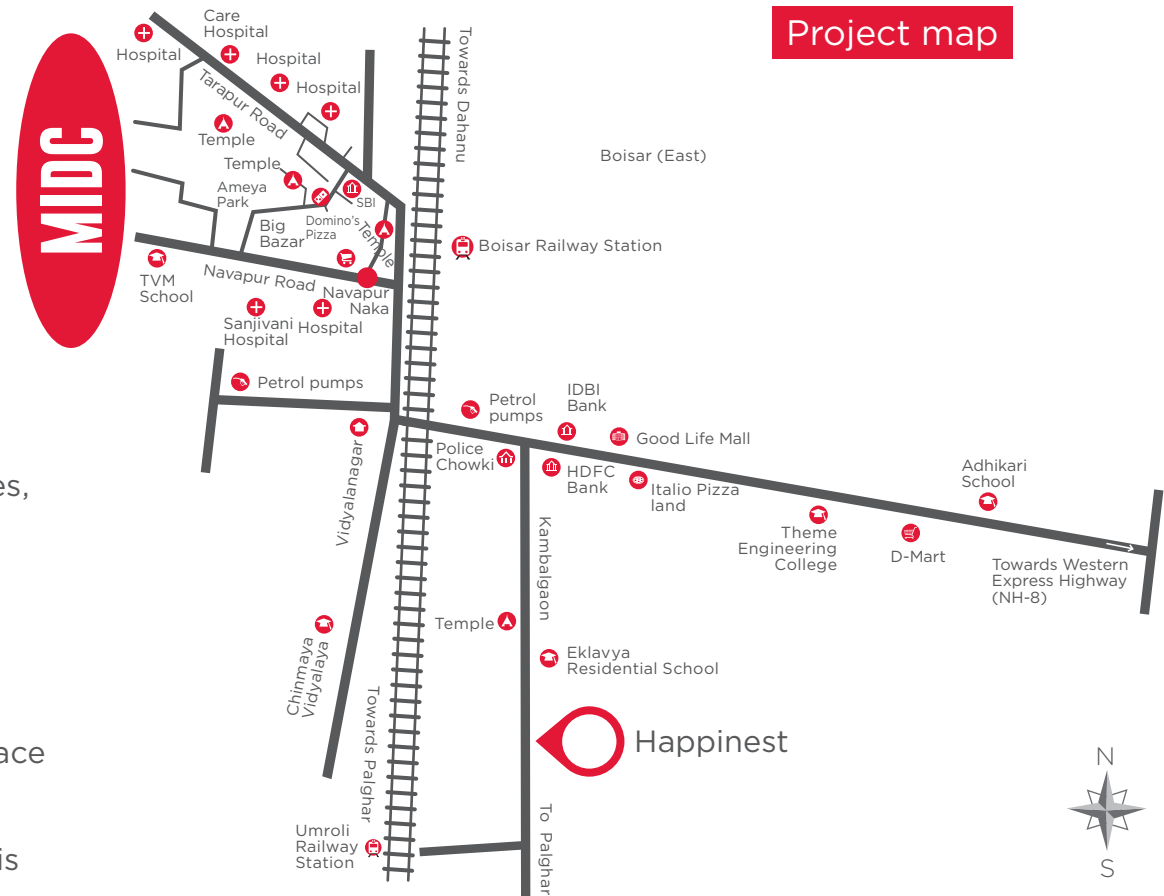 Project map
Care
Hospital
Hospital
Hospital
Hospital
Tarapur Road
Towards Dahanu
MIDC
Temple
Temple
Boisar (East)
Ameya
Park
SBI
Domino's
Pizza
Big
Bazar
Temple
Boisar Railway Station
TVM
School
Navapur Road
Navapur
Naka
Sanjivani
Hospital
Hospital
Petrol pumps
Petrol
pumps
IDBI
Bank
Good Life Mall
Police
Chowki
HDFC
Bank
Italio Pizza
land
Adhikari
School
Vidyalanagar
es,
Kambalgaon
Theme
Engineering
College
D-Mart
Towards Western
Express Highway
(NH-8)
Temple
Eklavya
Residential School
Chinmaya
Vidyalaya
Towards Palghar
Happinest
ace
N
S
To Palghar
Umroli
Railway
Station
is